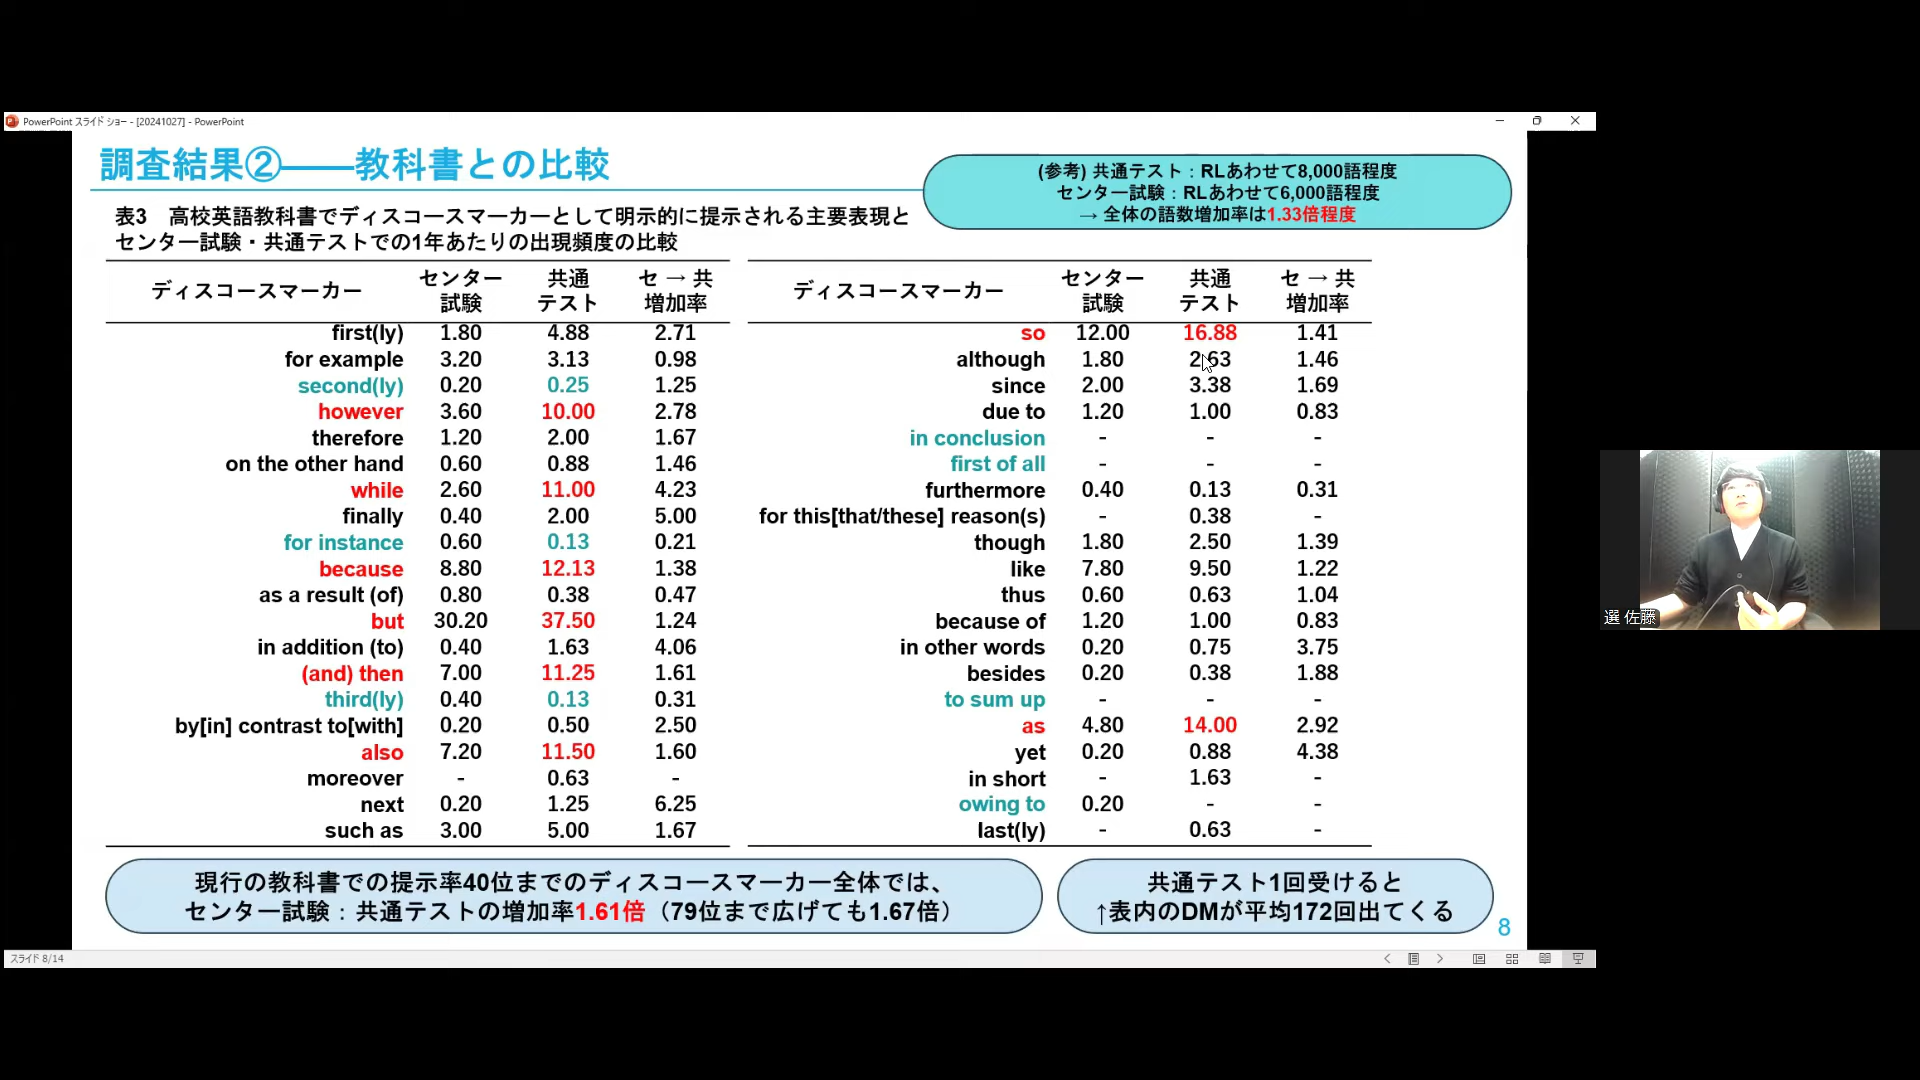 PowerPoint スライド ショー - [20241027] - PowerPoint
調査結果②――教科書との比較
(参考) 共通テスト：RLあわせて8,000語程度
センター試験：RLあわせて6,000語程度
→ 全体の語数増加率は1.33倍程度
表3　高校英語教科書でディスコースマーカーとして明示的に提示される主要表現と
センター試験・共通テストでの1年あたりの出現頻度の比較
ディスコースマーカー センター試験 共通テスト セ → 共増加率
first(ly) 1.80 4.88 2.71
for example 3.20 3.13 0.98
second(ly) 0.20 0.25 1.25
however 3.60 10.00 2.78
therefore 1.20 2.00 1.67
on the other hand 0.60 0.88 1.46
while 2.60 11.00 4.23
finally 0.40 2.00 5.00
for instance 0.60 0.13 0.21
because 8.80 12.13 1.38
as a result (of) 0.80 0.38 0.47
but 30.20 37.50 1.24
in addition (to) 0.40 1.63 4.06
(and) then 7.00 11.25 1.61
third(ly) 0.40 0.13 0.31
by[in] contrast to[with] 0.20 0.50 2.50
also 7.20 11.50 1.60
moreover - 0.63 -
next 0.20 1.25 6.25
such as 3.00 5.00 1.67
ディスコースマーカー センター試験 共通テスト セ → 共増加率
so 12.00 16.88 1.41
although 1.80 2.63 1.46
since 2.00 3.38 1.69
due to 1.20 1.00 0.83
in conclusion - - -
first of all - - -
furthermore 0.40 0.13 0.31
for this[that/these] reason(s) - 0.38 -
though 1.80 2.50 1.39
like 7.80 9.50 1.22
thus 0.60 0.63 1.04
because of 1.20 1.00 0.83
in other words 0.20 0.75 3.75
besides 0.20 0.38 1.88
to sum up - - -
as 4.80 14.00 2.92
yet 0.20 0.88 4.38
in short - 1.63 -
owing to 0.20 - -
last(ly) - 0.63 -
現行の教科書での提示率40位までのディスコースマーカー全体では、
センター試験：共通テストの増加率1.61倍（79位まで広げても1.67倍）
共通テスト1回受けると
↑表内のDMが平均172回出てくる
8
スライド 8/14
選 佐藤